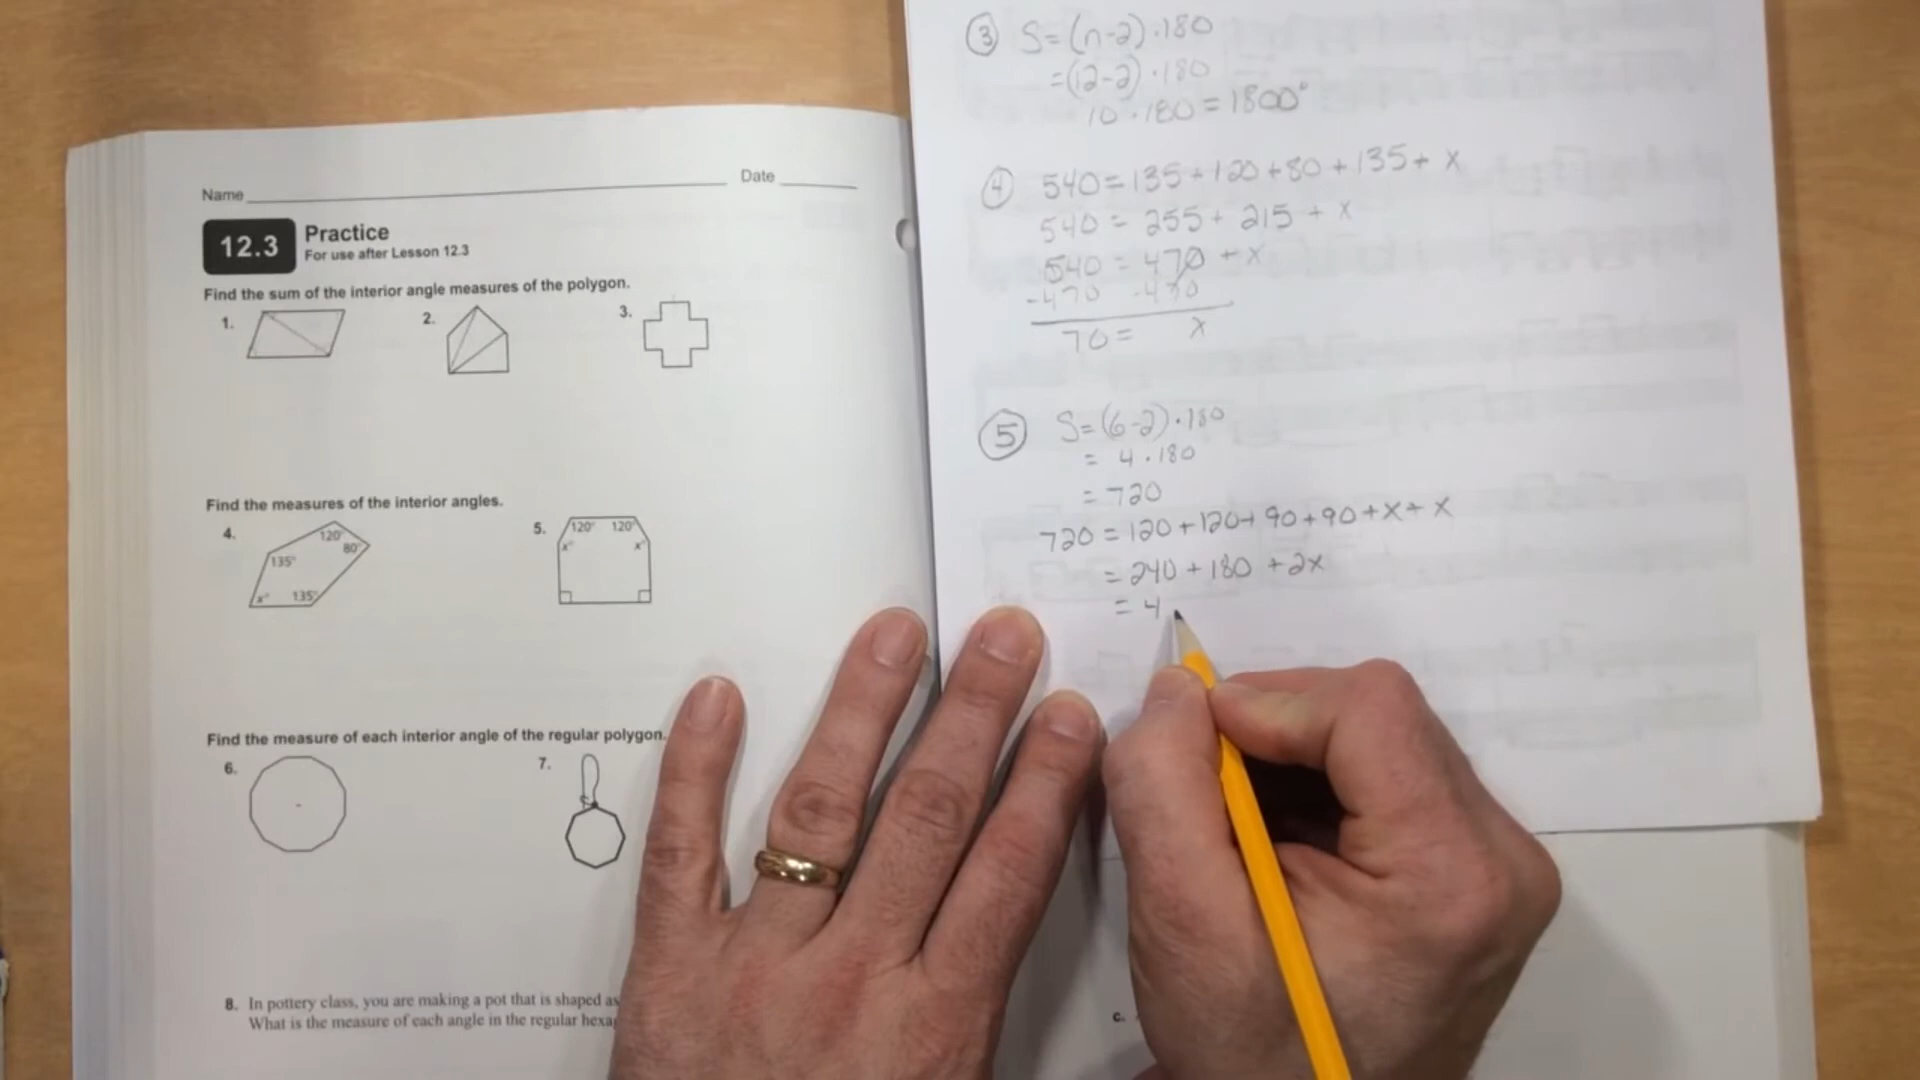 Name Date
12.3 Practice
For use after Lesson 12.3
Find the sum of the interior angle measures of the polygon.
1. 2. 3.
Find the measures of the interior angles.
4. 120° 80° 135° x° 135°
5. 120° 120° x° x°
Find the measure of each interior angle of the regular polygon.
6. 7.
8. In pottery class, you are making a pot that is shaped as
What is the measure of each angle in the regular
③ S=(n-2)·180
=(12-2)·180
10·180=1800°
④ 540=135+120+80+135+x
540=255+215+x
540=470+x
-470 -470
70= x
⑤ S=(6-2)·180
= 4·180
= 720
720=120+120+90+90+x+x
=240+180+2x
= 4
c.